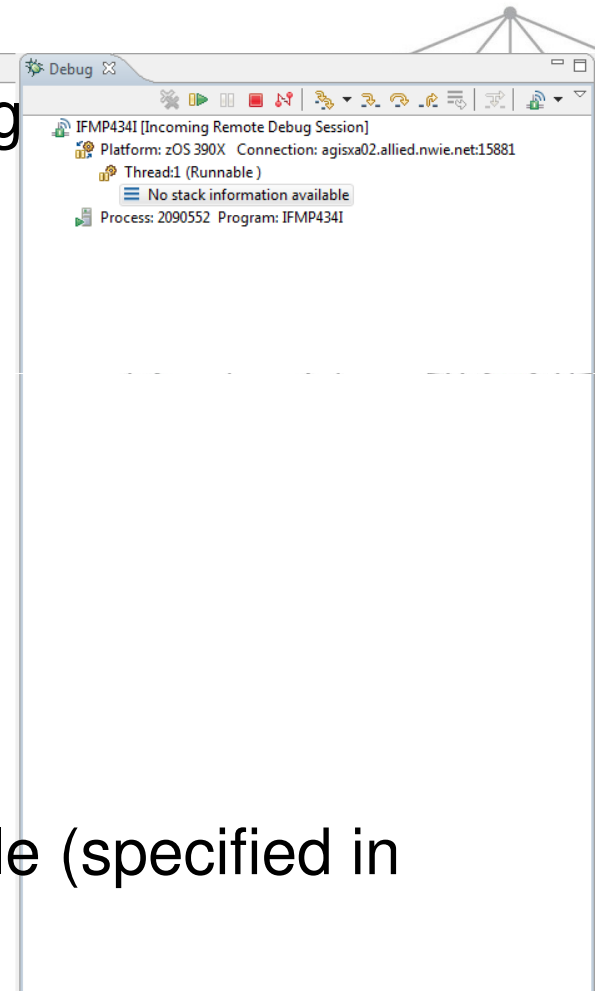 Debug
g
IFMP434I [Incoming Remote Debug Session]
Platform: zOS 390X Connection: agisxa02.allied.nwie.net:15881
Thread:1 (Runnable )
No stack information available
Process: 2090552 Program: IFMP434I
le (specified in